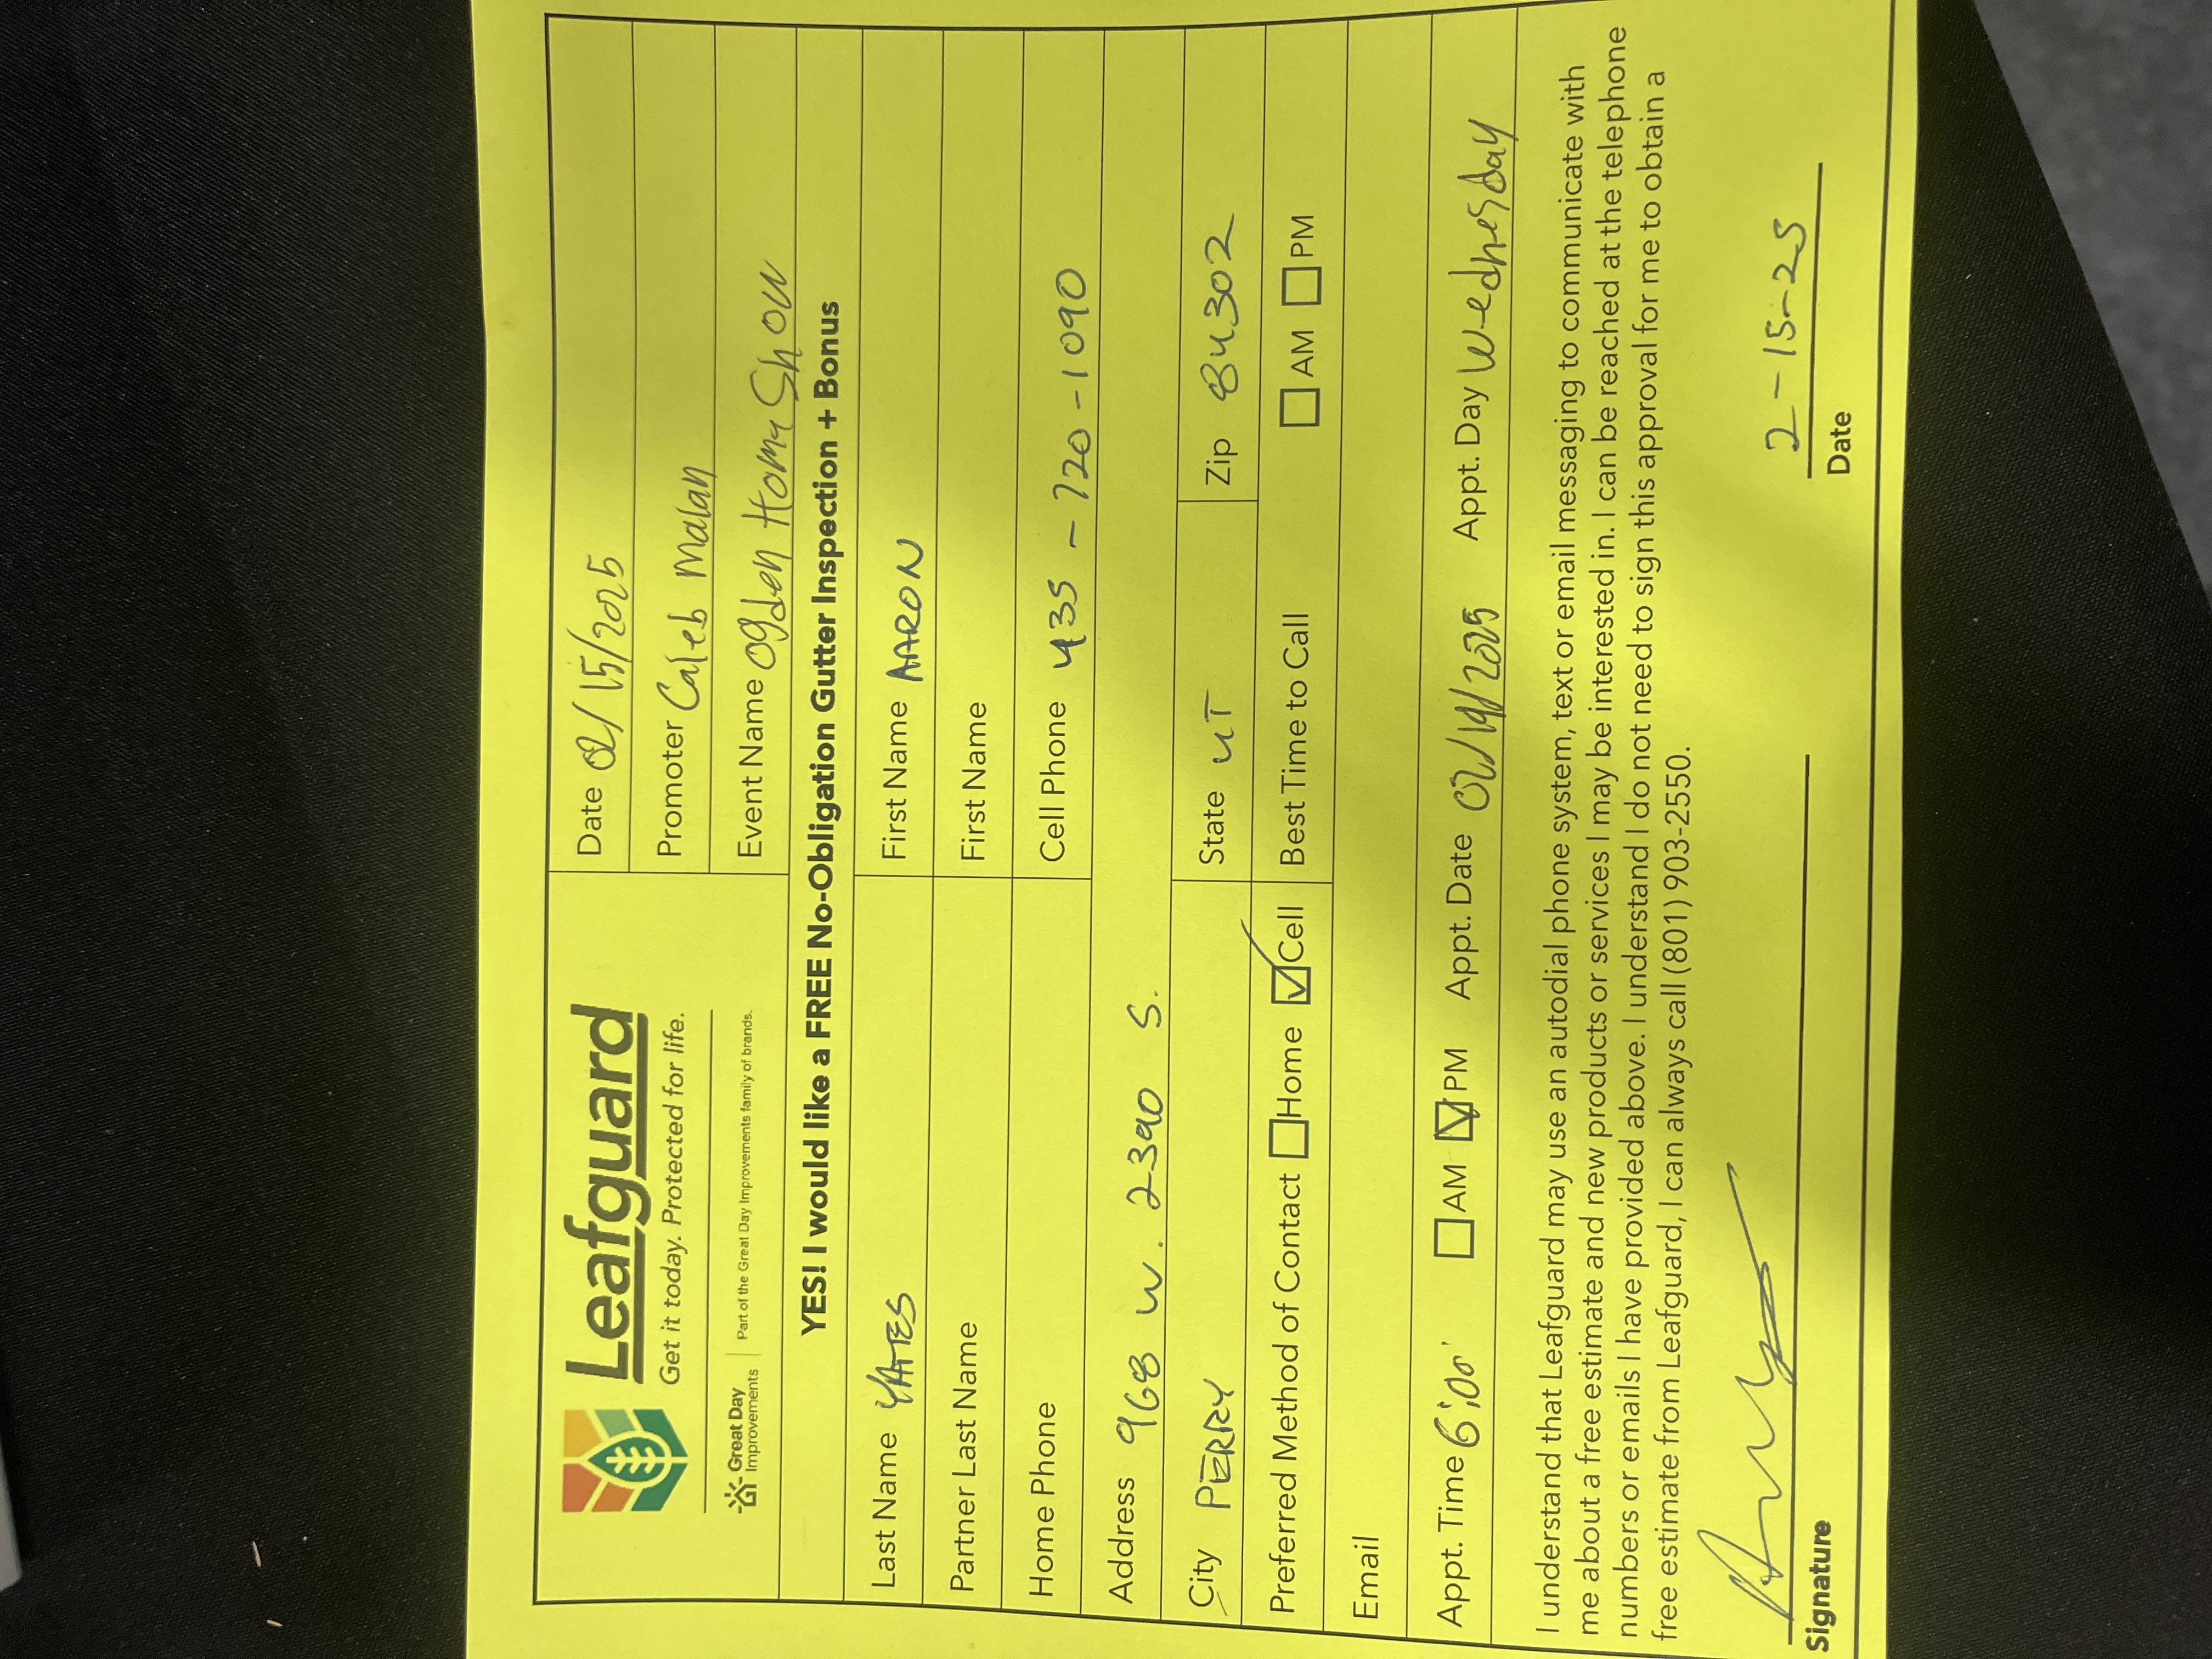 Leafguard
Get it today. Protected for life.
Great Day Improvements
Part of the Great Day Improvements family of brands.
Date 02/15/2025
Promoter Caleb Malan
Event Name Ogden Home Show
YES! I would like a FREE No-Obligation Gutter Inspection + Bonus
Last Name YATES First Name AARON
Partner Last Name First Name
Home Phone Cell Phone 435-720-1090
Address 968 W. 2390 S.
City PERRY State UT Zip 84302
Preferred Method of Contact Home Cell Best Time to Call AM PM
Email
Appt. Time 6:00 AM PM Appt. Date 02/19/2025 Appt. Day Wednesday
I understand that Leafguard may use an autodial phone system, text or email messaging to communicate with
me about a free estimate and new products or services I may be interested in. I can be reached at the telephone
numbers or emails I have provided above. I understand I do not need to sign this approval for me to obtain a
free estimate from Leafguard, I can always call (801) 903-2550.
2-15-25
Signature Date